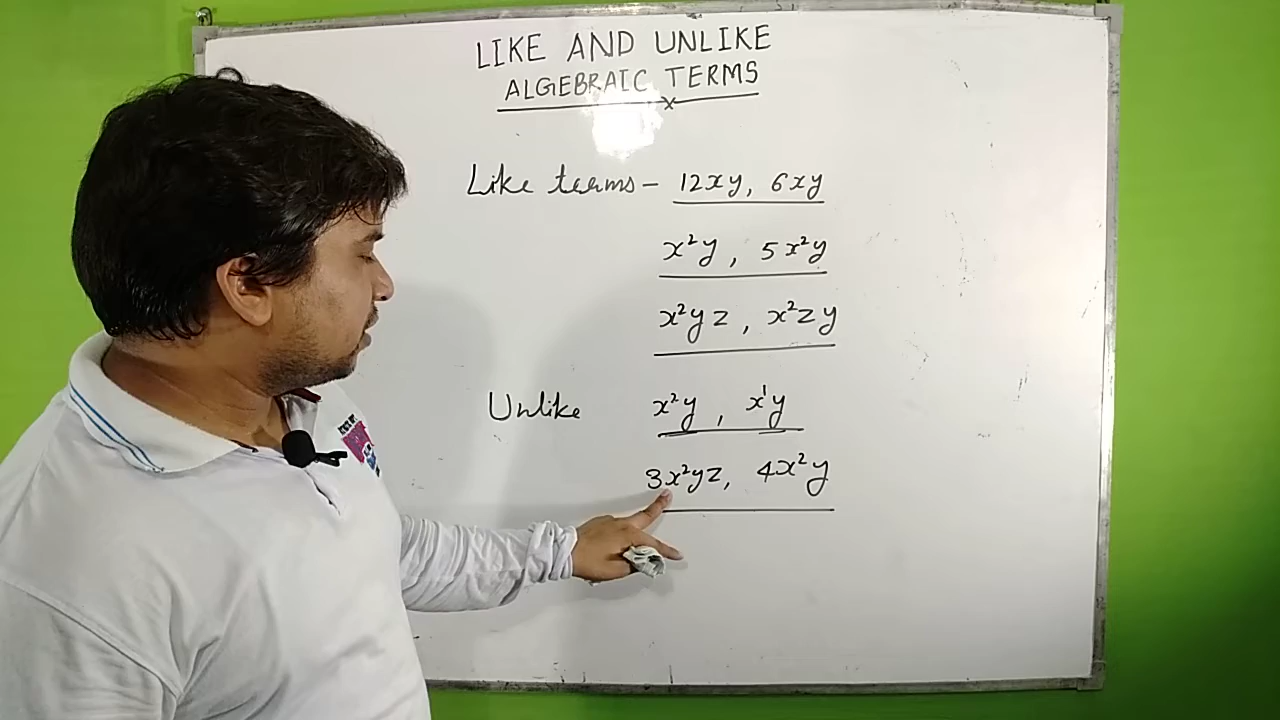 LIKE AND UNLIKE
ALGEBRAIC TERMS
Like terms - 12xy, 6xy
x²y, 5x²y
x²yz, x²zy
Unlike x²y, x¹y
3x²yz, 4x²y